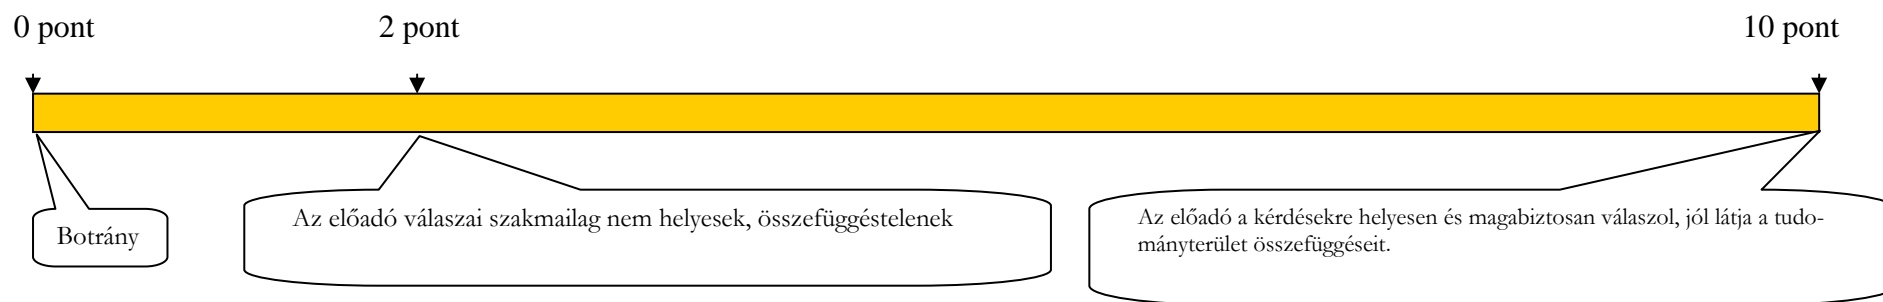 0 pont
2 pont
10 pont
Botrány
Az előadó válaszai szakmailag nem helyesek, összefüggéstelenek
Az előadó a kérdésekre helyesen és magabiztosan válaszol, jól látja a tudo-
mányterület összefüggéseit.